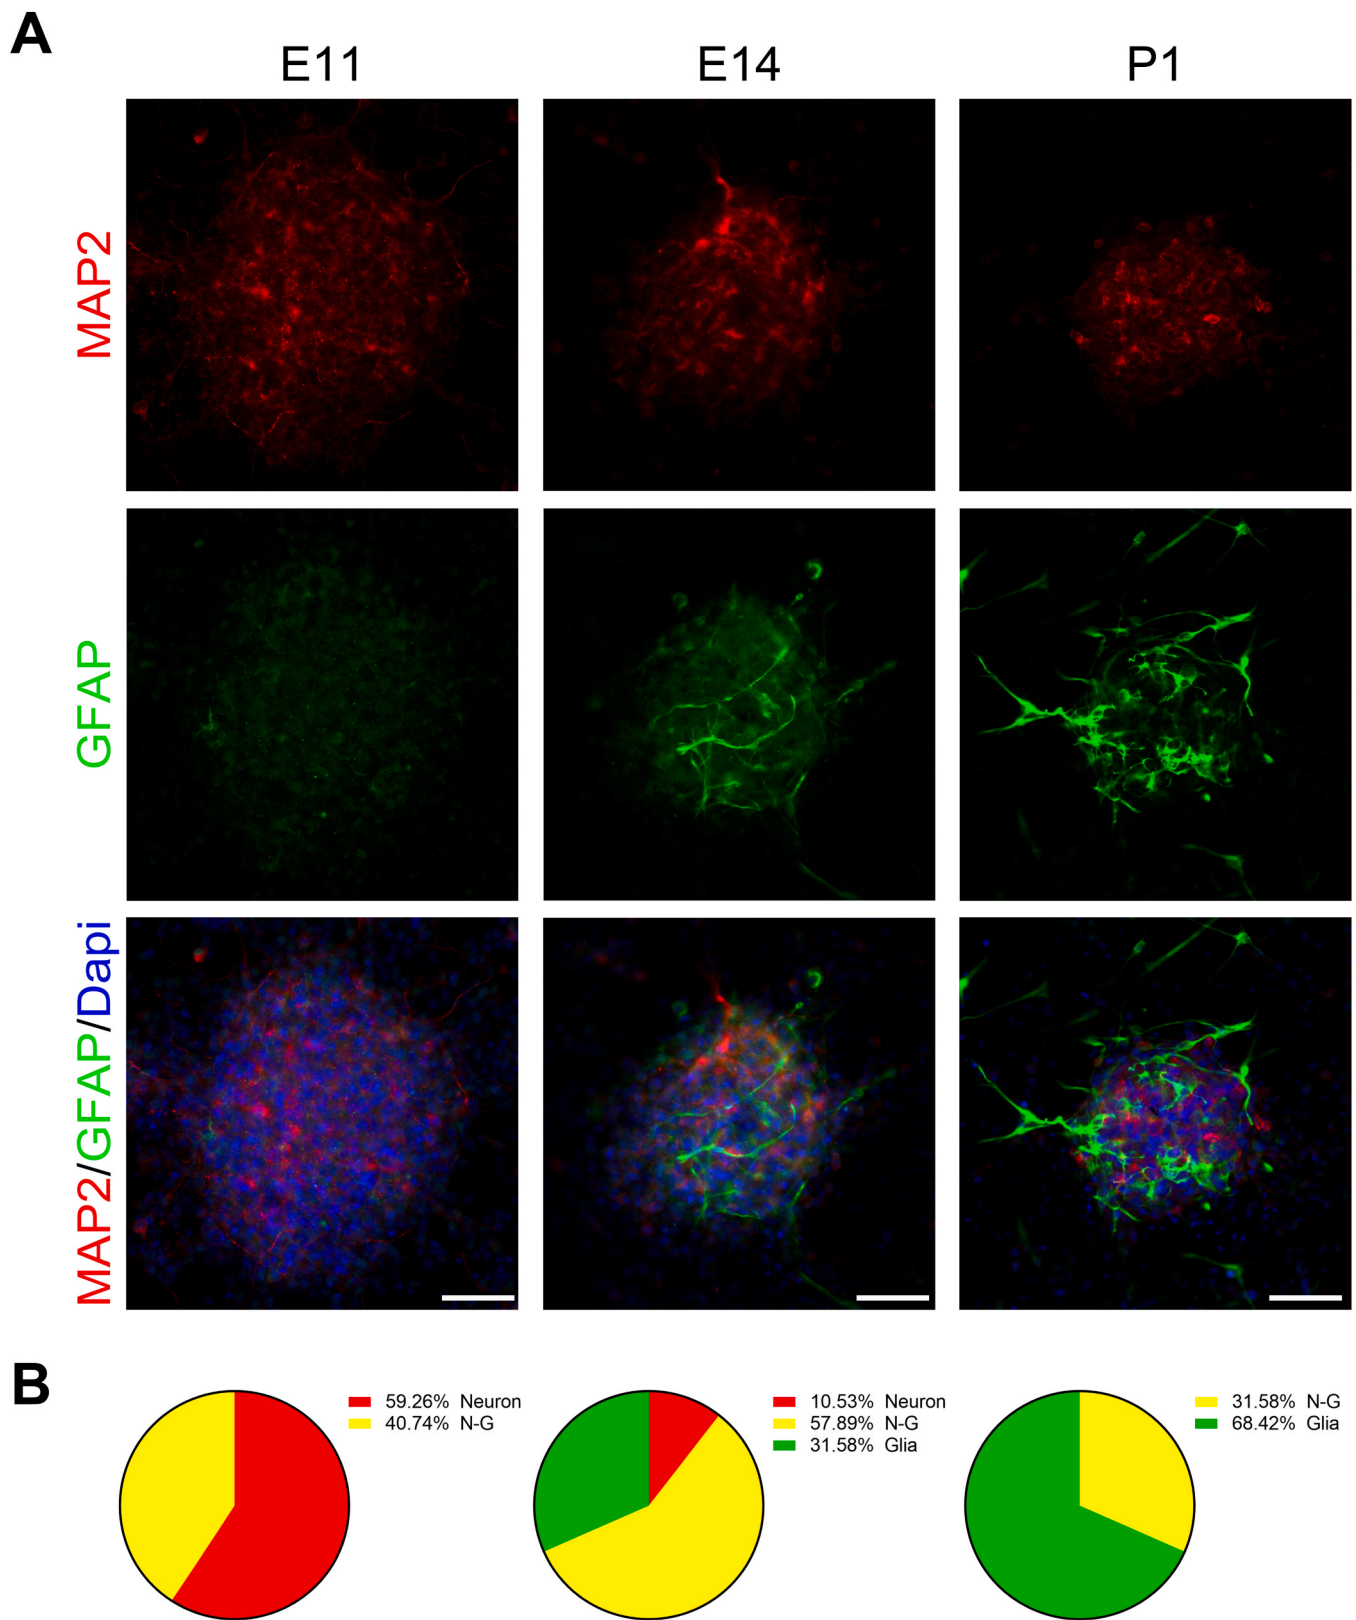 A
E11
E14
P1
MAP2
GFAP
MAP2/GFAP/Dapi
B
59.26% Neuron
40.74% N-G
10.53% Neuron
57.89% N-G
31.58% Glia
31.58% N-G
68.42% Glia